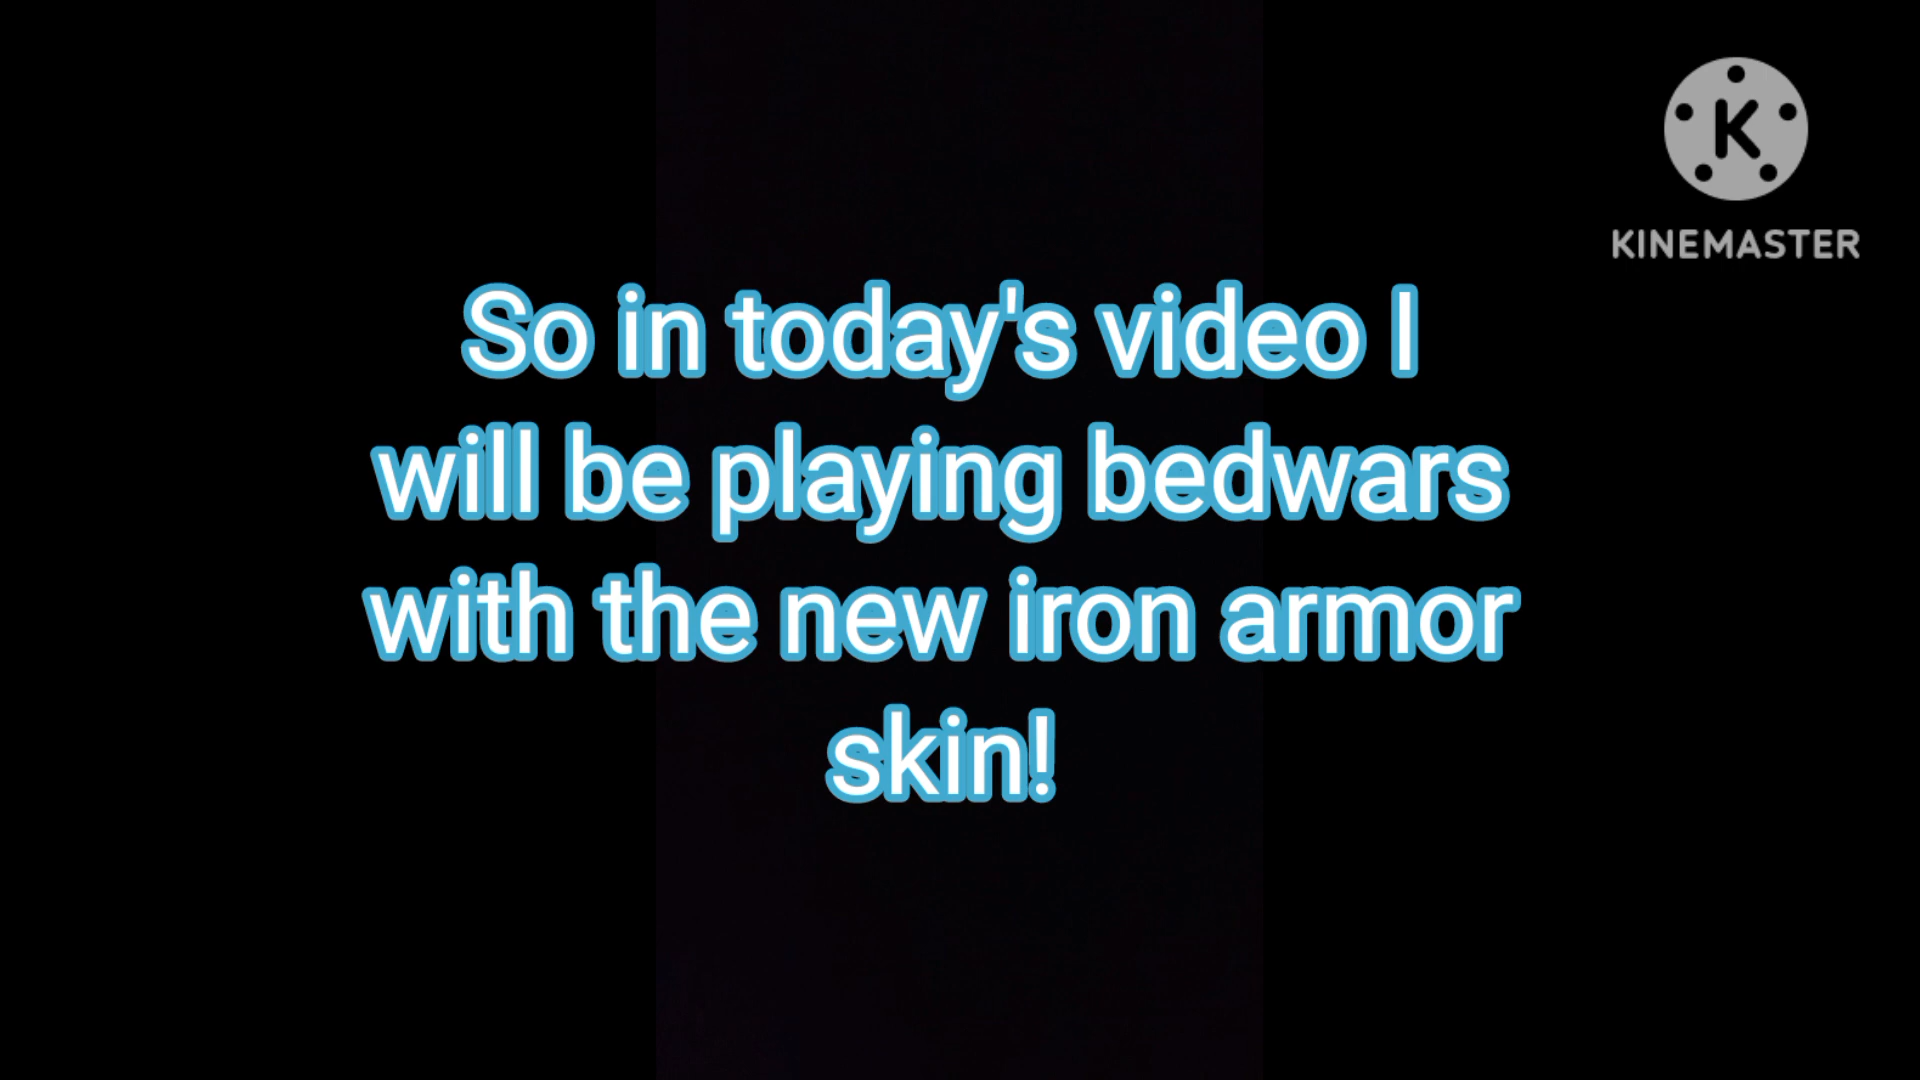 K
KINEMASTER
So in today's video I
will be playing bedwars
with the new iron armor
skin!